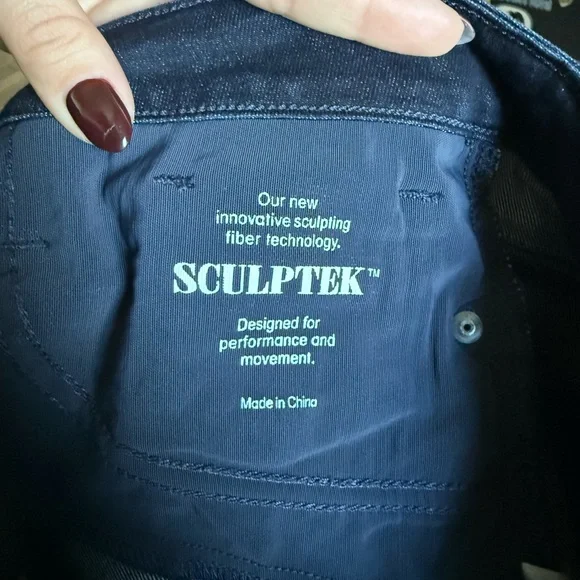 Our new
innovative sculpting
fiber technology.
SCULPTEK™
Designed for
performance and
movement.
Made in China